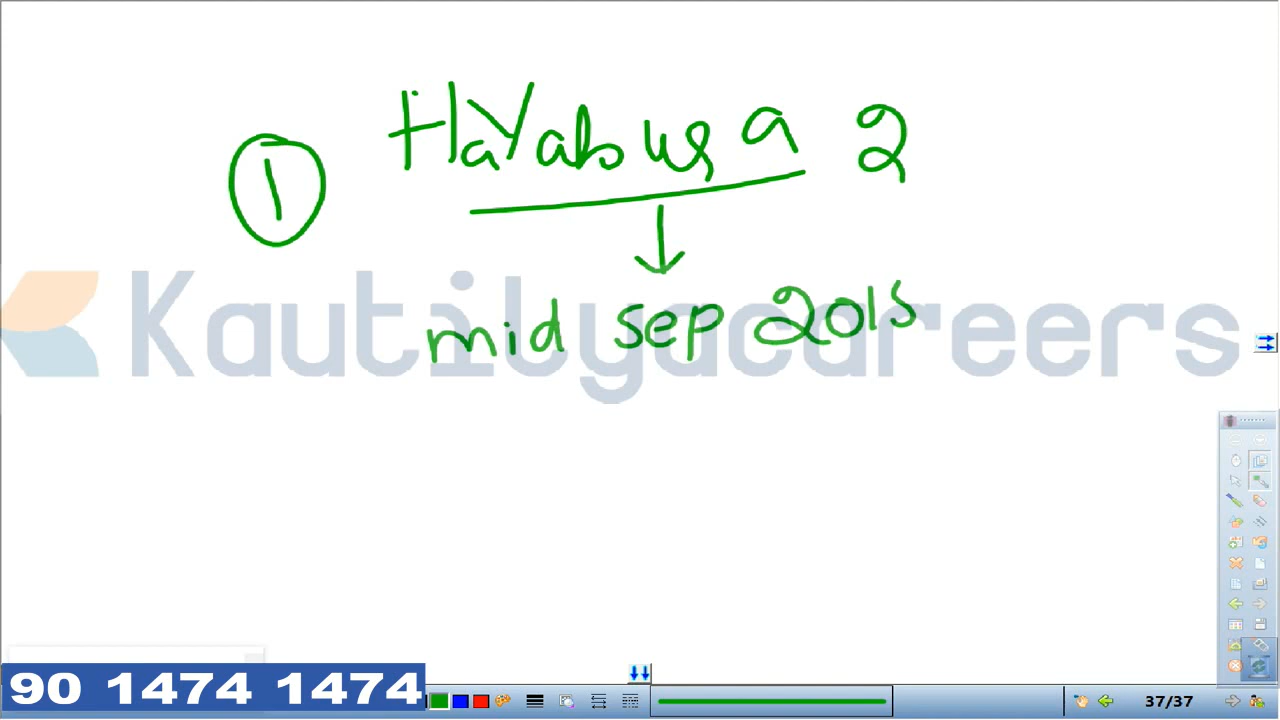 ① HaYabusa 2
mid sep 2015
Kautilyacareers
90 1474 1474
37/37